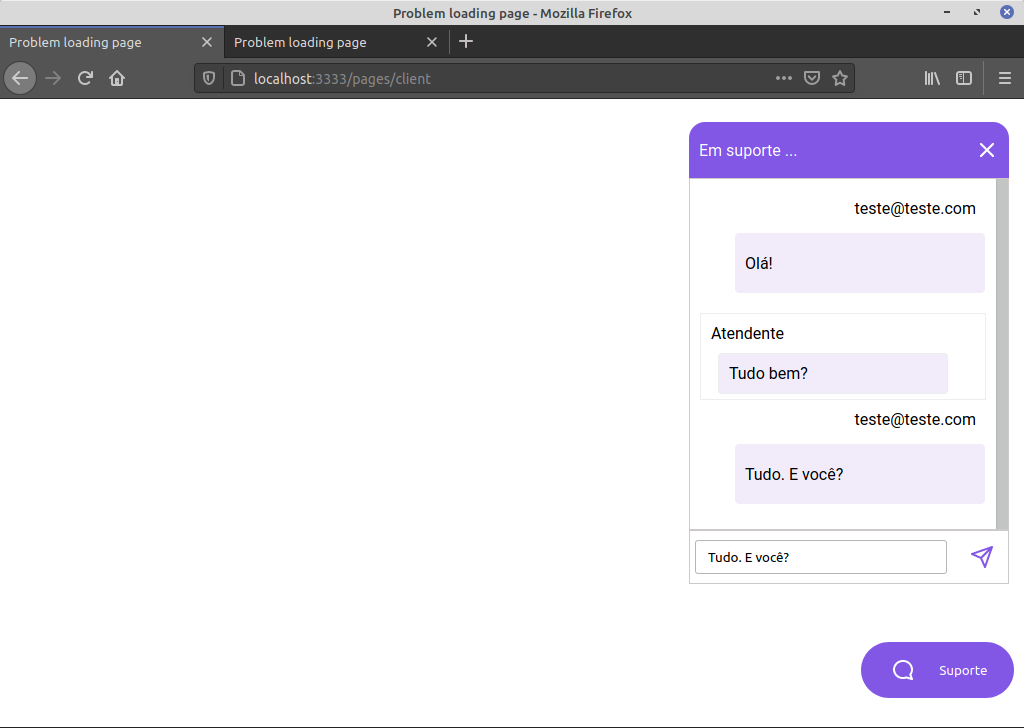 Problem loading page - Mozilla Firefox
Problem loading page
Problem loading page
localhost:3333/pages/client
Em suporte ...
teste@teste.com
Olá!
Atendente
Tudo bem?
teste@teste.com
Tudo. E você?
Tudo. E você?
Suporte